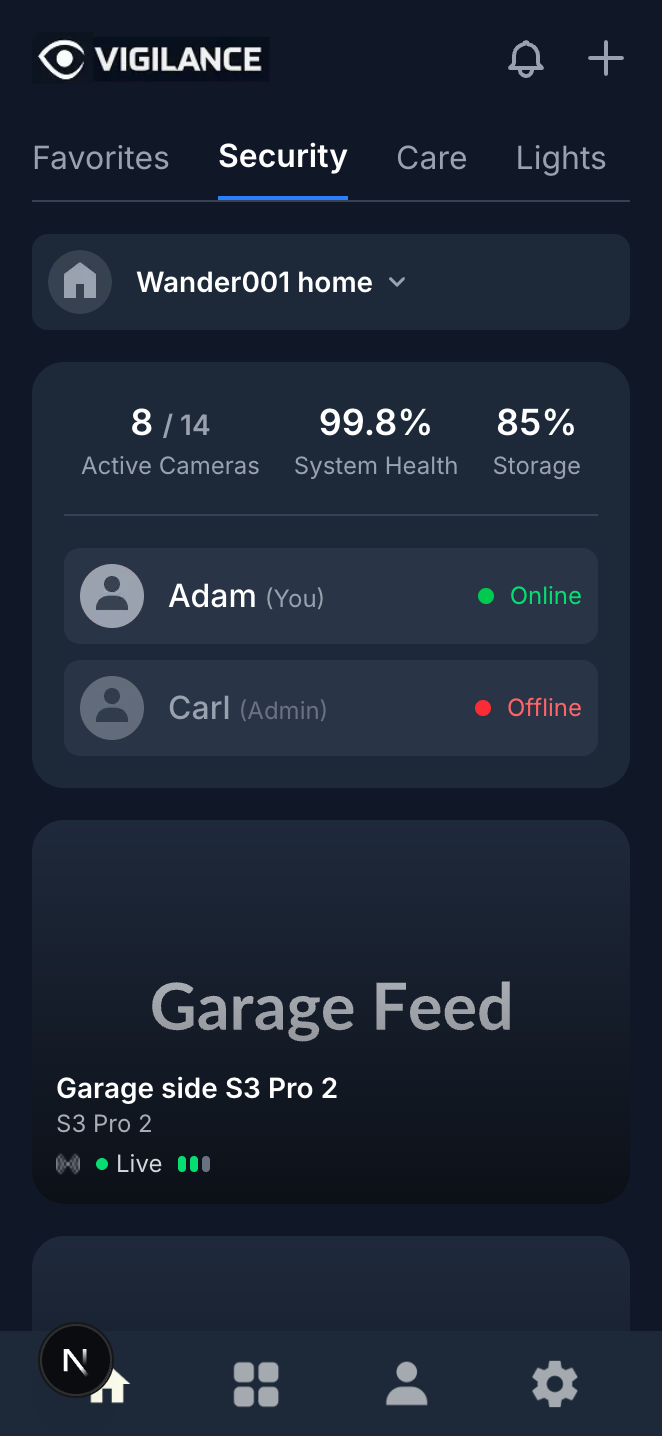 VIGILANCE
Favorites Security Care Lights
Wander001 home
8 / 14 99.8% 85%
Active Cameras System Health Storage
Adam (You) Online
Carl (Admin) Offline
Garage Feed
Garage side S3 Pro 2
S3 Pro 2
Live
N